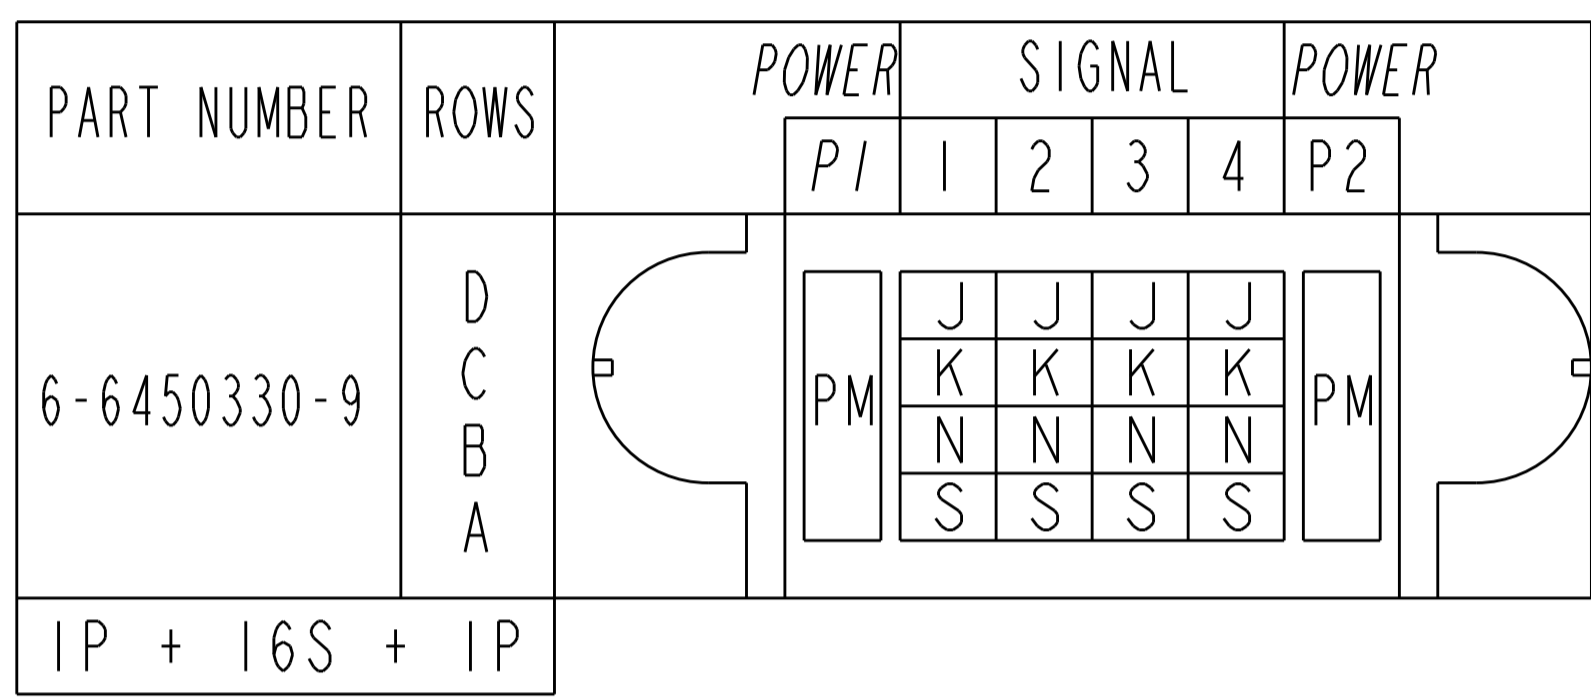 POWER SIGNAL POWER
PART NUMBER ROWS
P1 1 2 3 4 P2
D J J J J
C K K K K
6-6450330-9 PM PM
B N N N N
A S S S S
1P + 16S + 1P